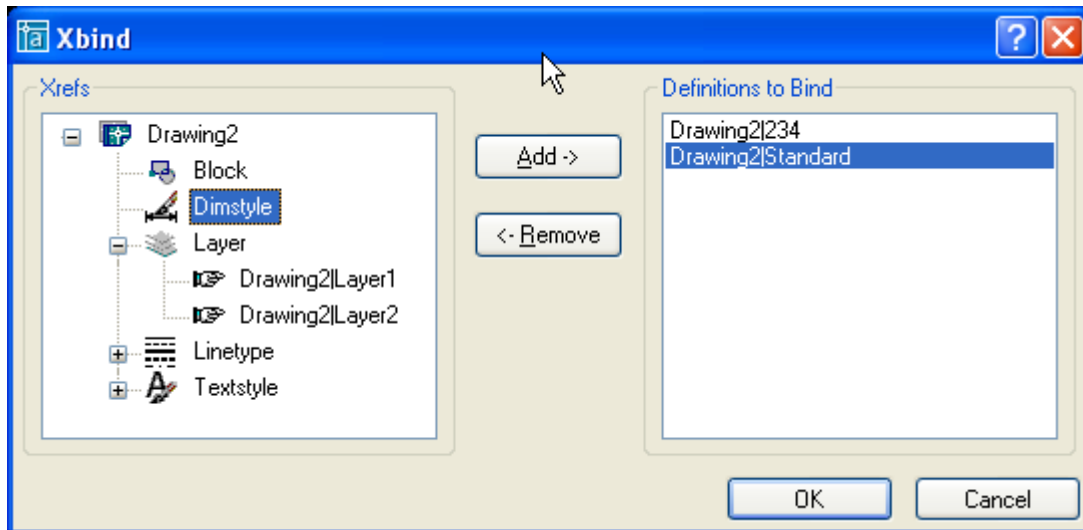 Xbind
Xrefs
Drawing2
Block
Dimstyle
Layer
Drawing2|Layer1
Drawing2|Layer2
Linetype
Textstyle
Add ->
<- Remove
Definitions to Bind
Drawing2|234
Drawing2|Standard
OK
Cancel